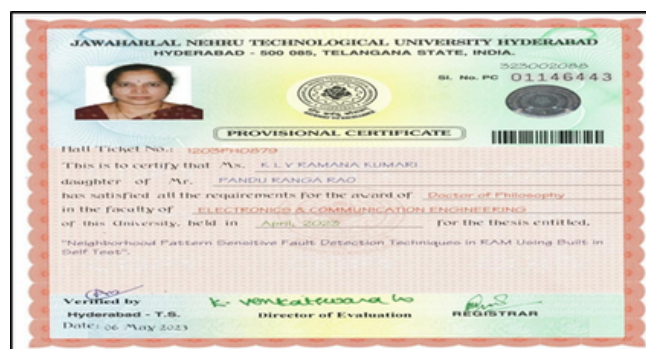 JAWAHARLAL NEHRU TECHNOLOGICAL UNIVERSITY HYDERABAD
HYDERABAD - 500 085, TELANGANA STATE, INDIA.
323002088
Sl. No. PC 01146443
PROVISIONAL CERTIFICATE
Hall Ticket No.: 1203PH0879
This is to certify that Ms. K L V RAMANA KUMARI
daughter of Mr. PANDU RANGA RAO
has satisfied all the requirements for the award of Doctor of Philosophy
in the faculty of ELECTRONICS & COMMUNICATION ENGINEERING
of this University, held in April, 2023 for the thesis entitled,
"Neighborhood Pattern Sensitive Fault Detection Techniques in RAM Using Built in
Self Test".
Verified by
Hyderabad - T.S.
Date: 06 May 2023
K. Venkateswara
Director of Evaluation
REGISTRAR